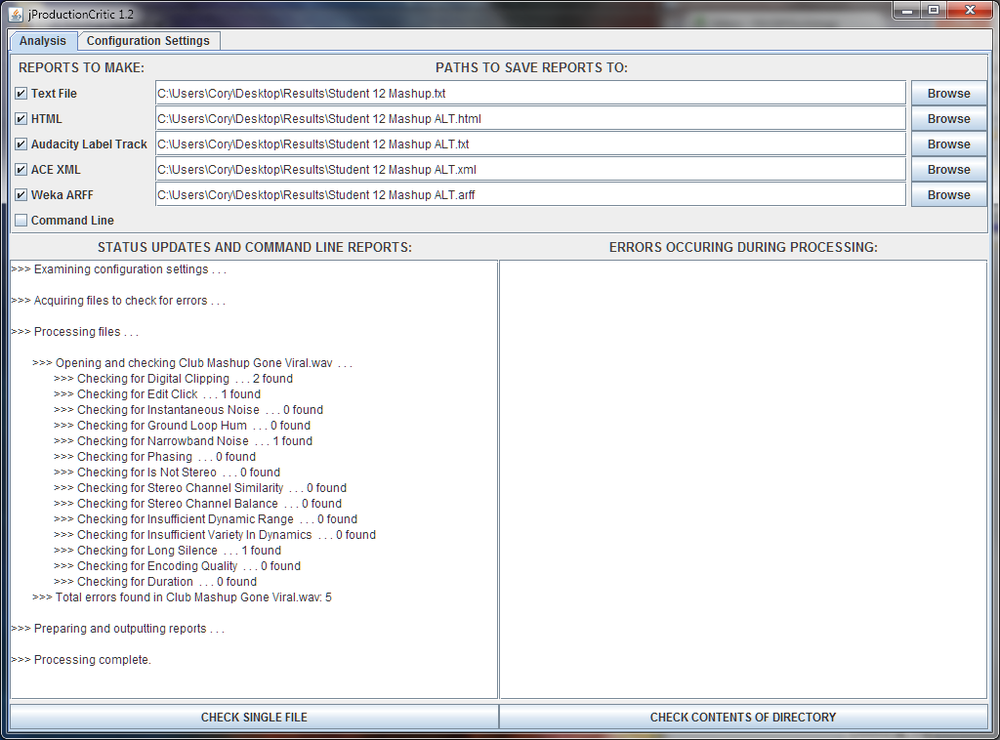 jProductionCritic 1.2
Analysis Configuration Settings
REPORTS TO MAKE: PATHS TO SAVE REPORTS TO:
Text File C:\Users\Cory\Desktop\Results\Student 12 Mashup.txt Browse
HTML C:\Users\Cory\Desktop\Results\Student 12 Mashup ALT.html Browse
Audacity Label Track C:\Users\Cory\Desktop\Results\Student 12 Mashup ALT.txt Browse
ACE XML C:\Users\Cory\Desktop\Results\Student 12 Mashup ALT.xml Browse
Weka ARFF C:\Users\Cory\Desktop\Results\Student 12 Mashup ALT.arff Browse
Command Line
STATUS UPDATES AND COMMAND LINE REPORTS: ERRORS OCCURING DURING PROCESSING:
>>> Examining configuration settings . . .
>>> Acquiring files to check for errors . . .
>>> Processing files . . .
>>> Opening and checking Club Mashup Gone Viral.wav . . .
>>> Checking for Digital Clipping . . . 2 found
>>> Checking for Edit Click . . . 1 found
>>> Checking for Instantaneous Noise . . . 0 found
>>> Checking for Ground Loop Hum . . . 0 found
>>> Checking for Narrowband Noise . . . 1 found
>>> Checking for Phasing . . . 0 found
>>> Checking for Is Not Stereo . . . 0 found
>>> Checking for Stereo Channel Similarity . . . 0 found
>>> Checking for Stereo Channel Balance . . . 0 found
>>> Checking for Insufficient Dynamic Range . . . 0 found
>>> Checking for Insufficient Variety In Dynamics . . . 0 found
>>> Checking for Long Silence . . . 1 found
>>> Checking for Encoding Quality . . . 0 found
>>> Checking for Duration . . . 0 found
>>> Total errors found in Club Mashup Gone Viral.wav: 5
>>> Preparing and outputting reports . . .
>>> Processing complete.
CHECK SINGLE FILE CHECK CONTENTS OF DIRECTORY